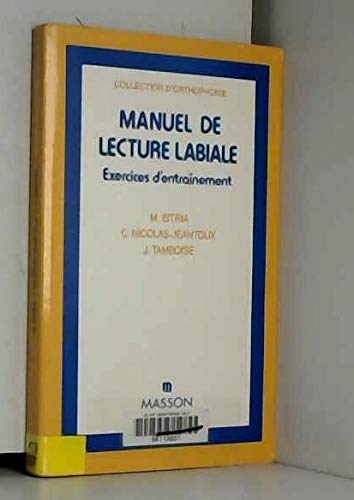 COLLECTION D'ORTHOPHONIE
MANUEL DE
LECTURE LABIALE
Exercices d'entraînement
M. ISTRIA
C. NICOLAS-JEANTOUX
J. TAMBOISE
m
MASSON